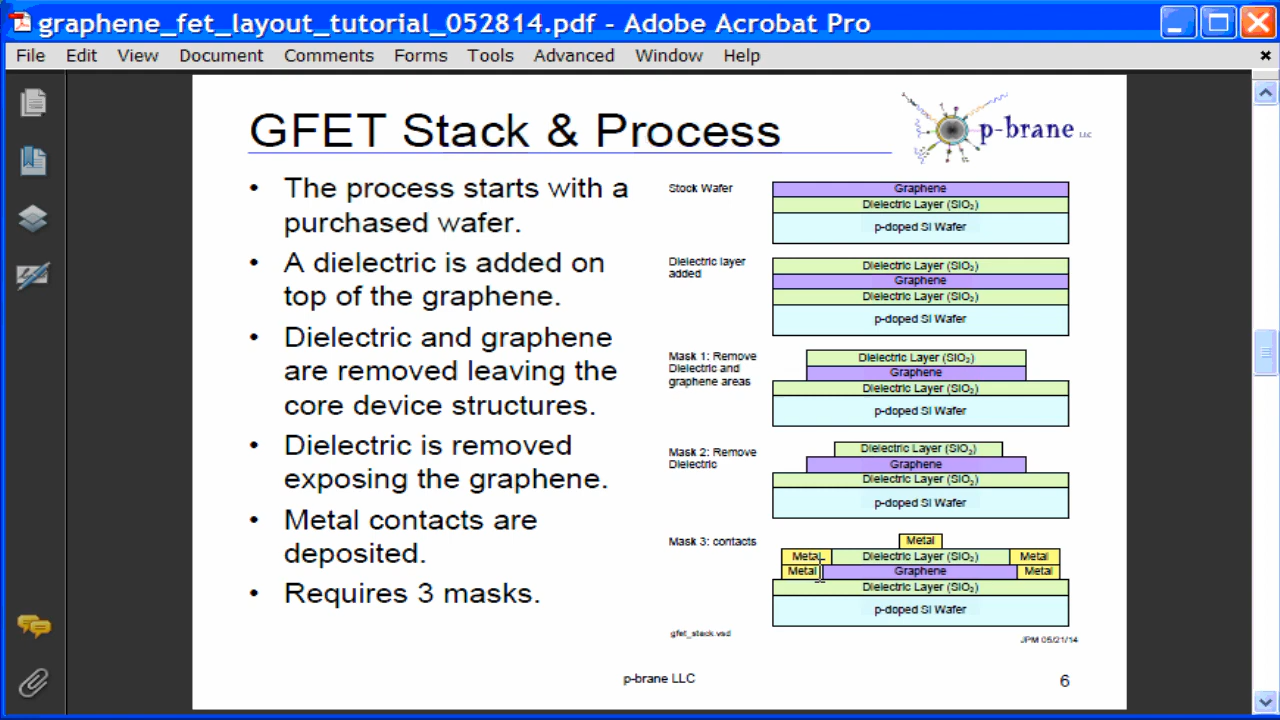 graphene_fet_layout_tutorial_052814.pdf - Adobe Acrobat Pro
File Edit View Document Comments Forms Tools Advanced Window Help
GFET Stack & Process
p-brane LLC
• The process starts with a
purchased wafer.
• A dielectric is added on
top of the graphene.
• Dielectric and graphene
are removed leaving the
core device structures.
• Dielectric is removed
exposing the graphene.
• Metal contacts are
deposited.
• Requires 3 masks.
Stock Wafer
Graphene
Dielectric Layer (SIO₂)
p-doped SI Wafer
Dielectric layer
added
Dielectric Layer (SIO₂)
Graphene
Dielectric Layer (SIO₂)
p-doped SI Wafer
Mask 1: Remove
Dielectric and
graphene areas
Dielectric Layer (SIO₂)
Graphene
Dielectric Layer (SIO₂)
p-doped SI Wafer
Mask 2: Remove
Dielectric
Dielectric Layer (SIO₂)
Graphene
Dielectric Layer (SIO₂)
p-doped SI Wafer
Mask 3: contacts
Metal
Metal Dielectric Layer (SIO₂) Metal
Metal Graphene Metal
Dielectric Layer (SIO₂)
p-doped SI Wafer
gfet_stack.vsd
JPM 05/21/14
p-brane LLC
6